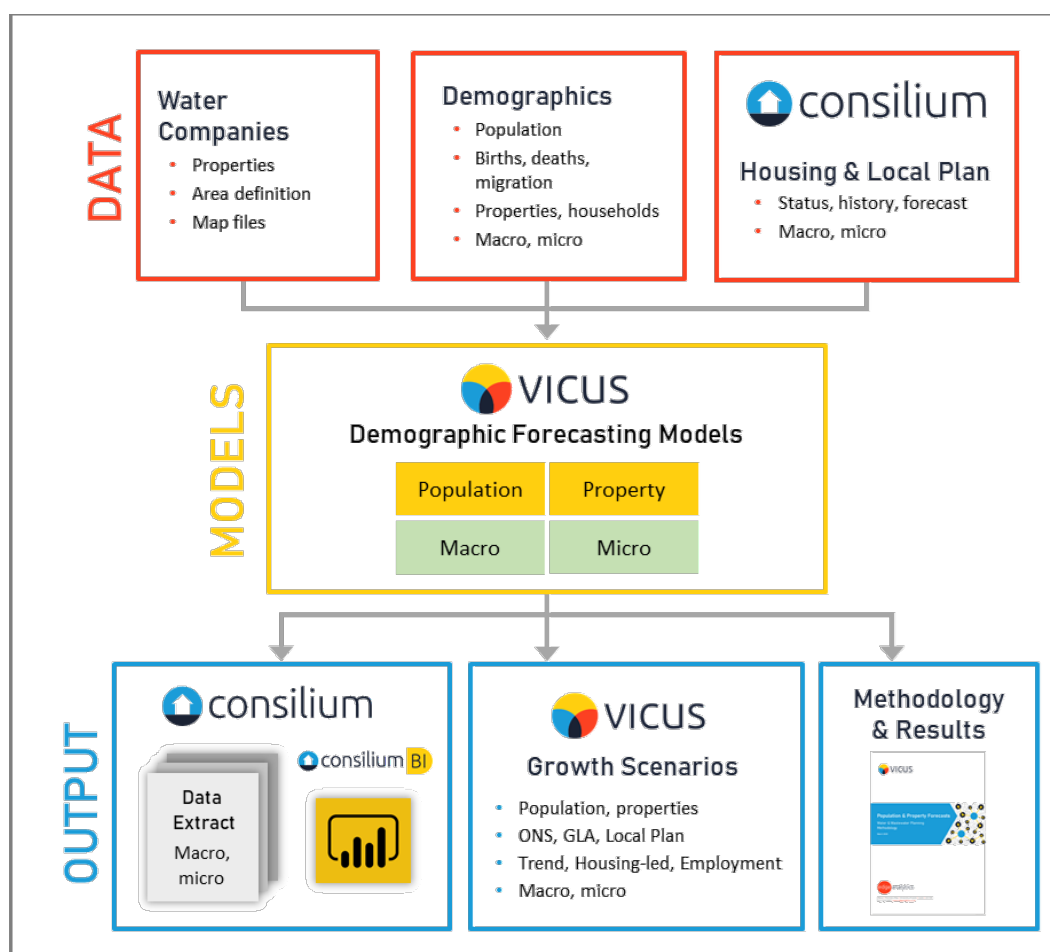 DATA
Water
Companies
• Properties
• Area definition
• Map files
Demographics
• Population
• Births, deaths,
migration
• Properties, households
• Macro, micro
consilium
Housing & Local Plan
• Status, history, forecast
• Macro, micro
MODELS
VICUS
Demographic Forecasting Models
Population
Property
Macro
Micro
OUTPUT
consilium
Data
Extract
Macro,
micro
consilium BI
VICUS
Growth Scenarios
• Population, properties
• ONS, GLA, Local Plan
• Trend, Housing-led, Employment
• Macro, micro
Methodology
& Results
VICUS
Population & Property Forecasts
Methodology
edge analytics